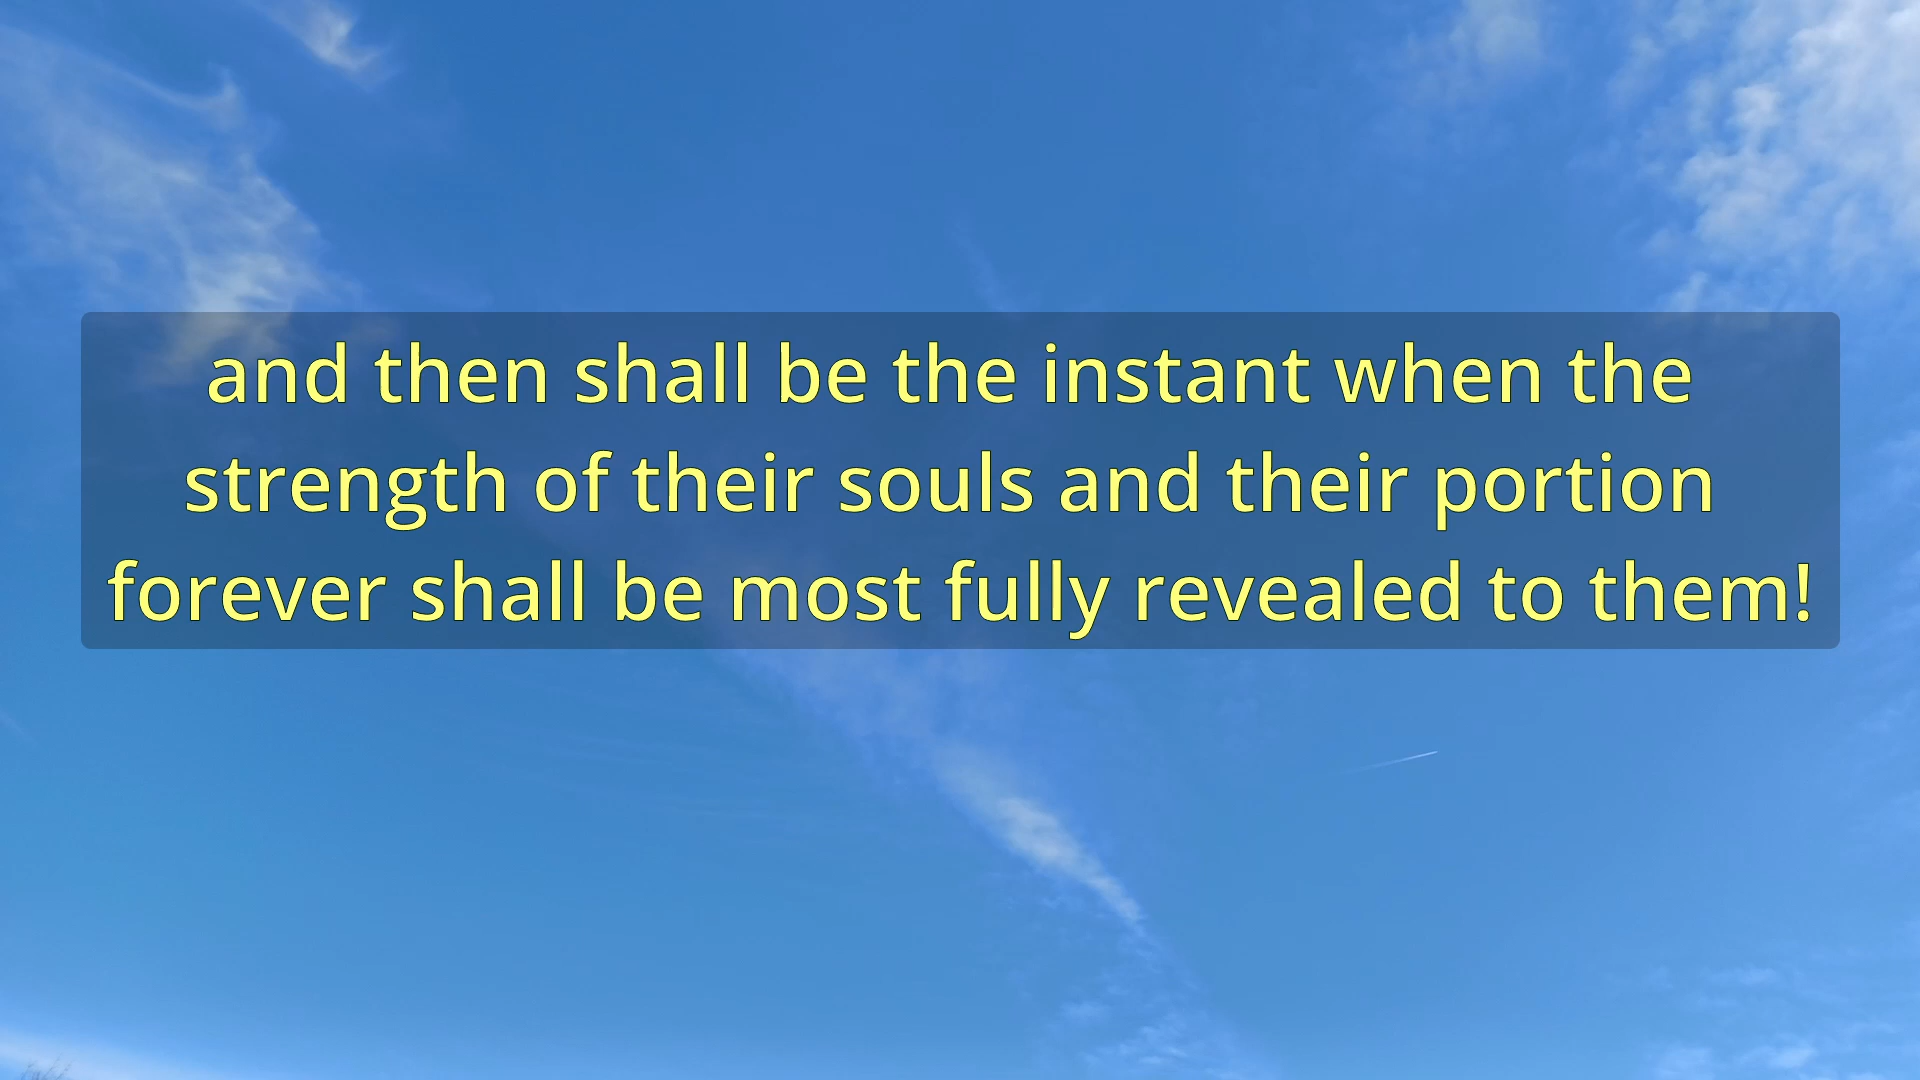 and then shall be the instant when the
strength of their souls and their portion
forever shall be most fully revealed to them!